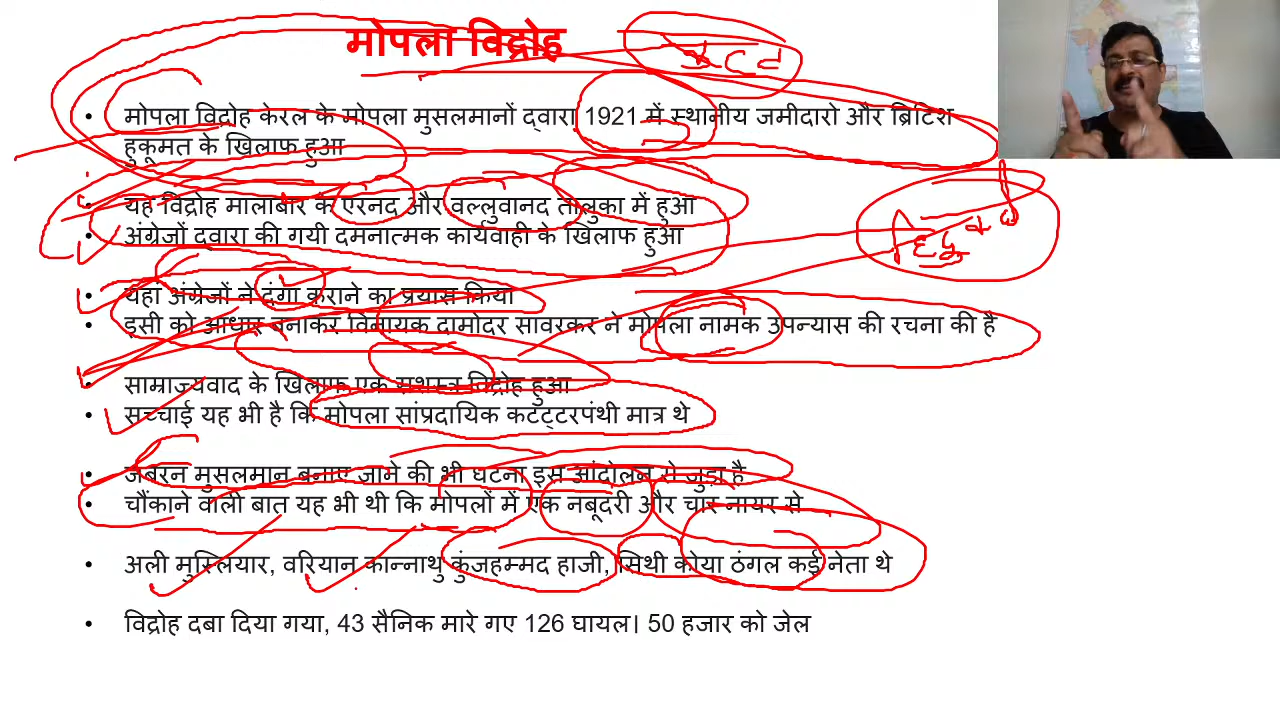 मोपला विद्रोह
• मोपला विद्रोह केरल के मोपला मुसलमानों द्वारा 1921 में स्थानीय जमीदारो और ब्रिटिश
हुकूमत के खिलाफ हुआ
• यह विद्रोह मालाबार के एरनद और वल्लुवानद तालुका में हुआ
• अंग्रेजों दवारा की गयी दमनात्मक कार्यवाही के खिलाफ हुआ
• यहां अंग्रेजों ने दंगा कराने का प्रयास किया
• इसी को आधार बनाकर विनायक दामोदर सावरकर ने मोपला नामक उपन्यास की रचना की है
• साम्राज्यवाद के खिलाफ एक सशस्त्र विद्रोह हुआ
• सच्चाई यह भी है कि मोपला सांप्रदायिक कटट्टरपंथी मात्र थे
• जबरन मुसलमान बनाए जामे की भी घटना इस आंदोलन से जुड़ा है
• चौंकाने वाली बात यह भी थी कि मोपलों में एक नबूदरी और चार नायर से
• अली मुस्लियार, वरियान कान्नाथु कुंजहम्मद हाजी, सिथी कोया ठंगल कई नेता थे
• विद्रोह दबा दिया गया, 43 सैनिक मारे गए 126 घायल। 50 हजार को जेल